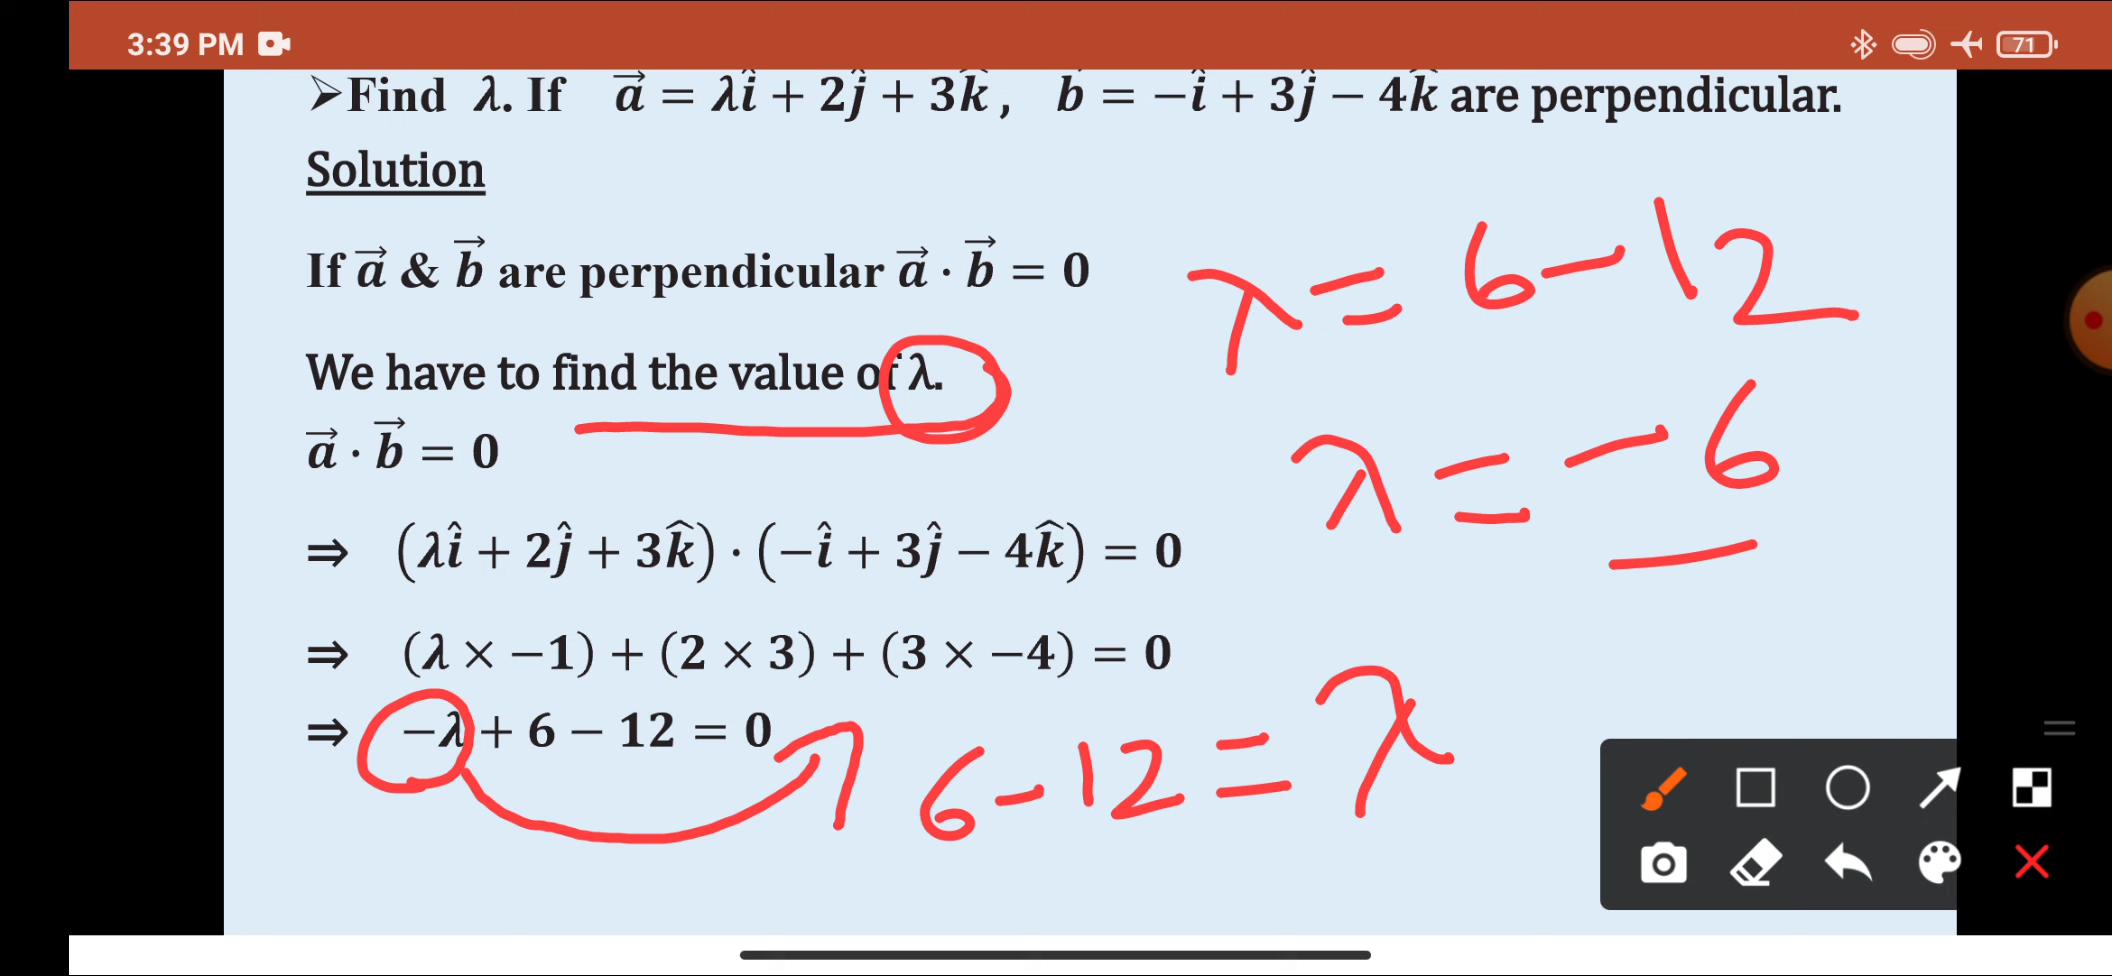 3:39 PM
71
➢Find λ. If a⃗ = λî + 2ĵ + 3k̂, b = −î + 3ĵ − 4k̂ are perpendicular.
Solution
If a⃗ & b⃗ are perpendicular a⃗ · b⃗ = 0
λ = 6 − 12
We have to find the value of λ.
a⃗ · b⃗ = 0
λ = −6
⇒ (λî + 2ĵ + 3k̂) · (−î + 3ĵ − 4k̂) = 0
⇒ (λ × −1) + (2 × 3) + (3 × −4) = 0
⇒ −λ + 6 − 12 = 0
6 − 12 = λ